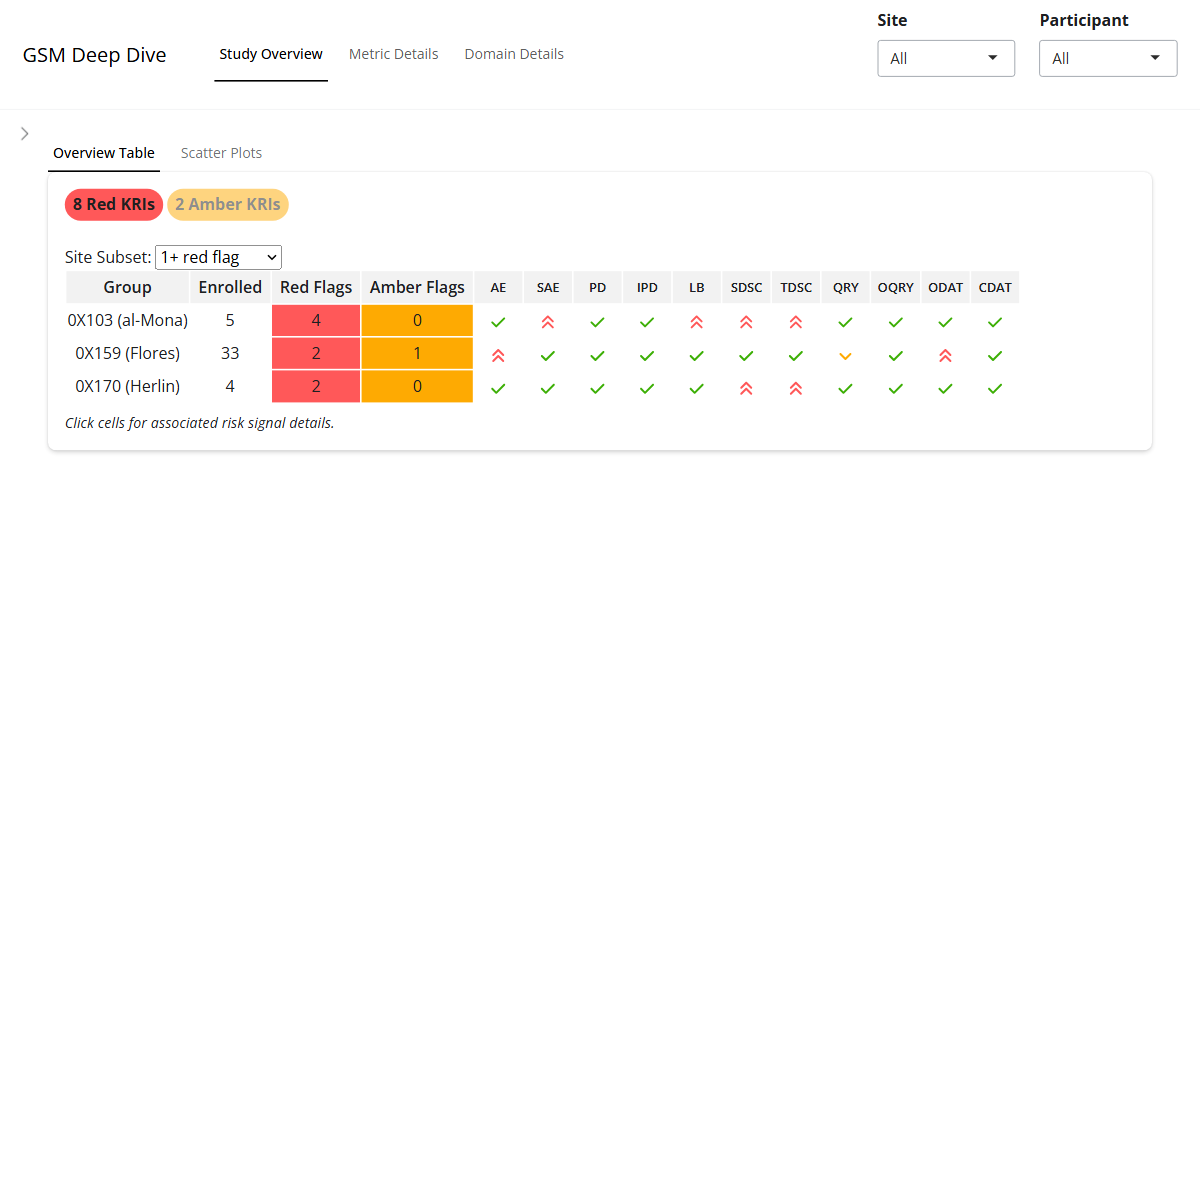 Site Participant
GSM Deep Dive Study Overview Metric Details Domain Details
All All
Overview Table Scatter Plots
8 Red KRIs 2 Amber KRIs
Site Subset: 1+ red flag
Group Enrolled Red Flags Amber Flags AE SAE PD IPD LB SDSC TDSC QRY OQRY ODAT CDAT
0X103 (al-Mona) 5 4 0
0X159 (Flores) 33 2 1
0X170 (Herlin) 4 2 0
Click cells for associated risk signal details.